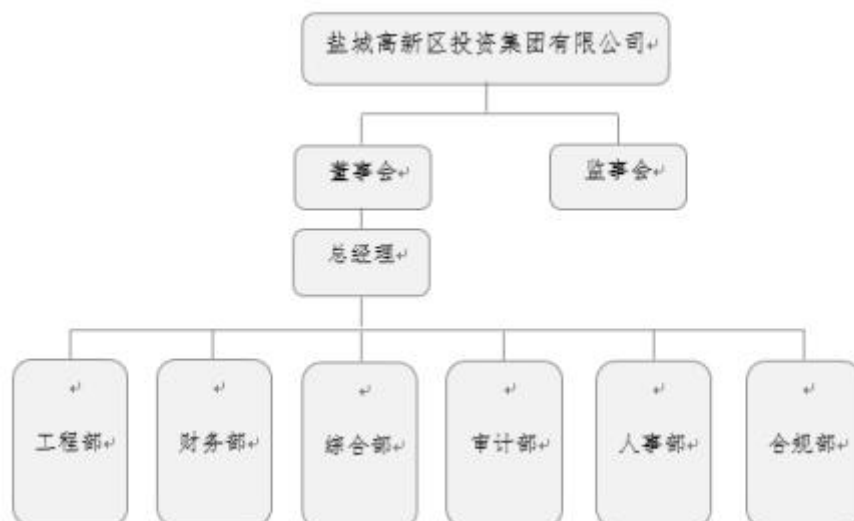 盐城高新区投资集团有限公司
董事会
监事会
总经理
工程部
财务部
综合部
审计部
人事部
合规部